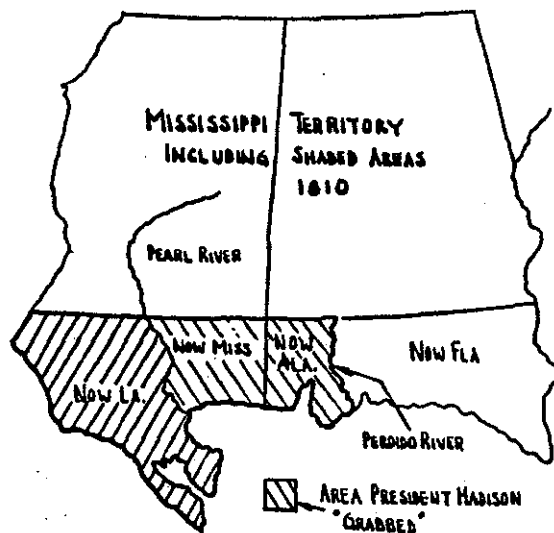 MISSISSIPPI TERRITORY
INCLUDING SHADED AREAS
1810
PEARL RIVER
NOW MISS
NOW
ALA.
NOW FLA
NOW LA.
PERDIDO RIVER
AREA PRESIDENT MADISON
"GRABBED"